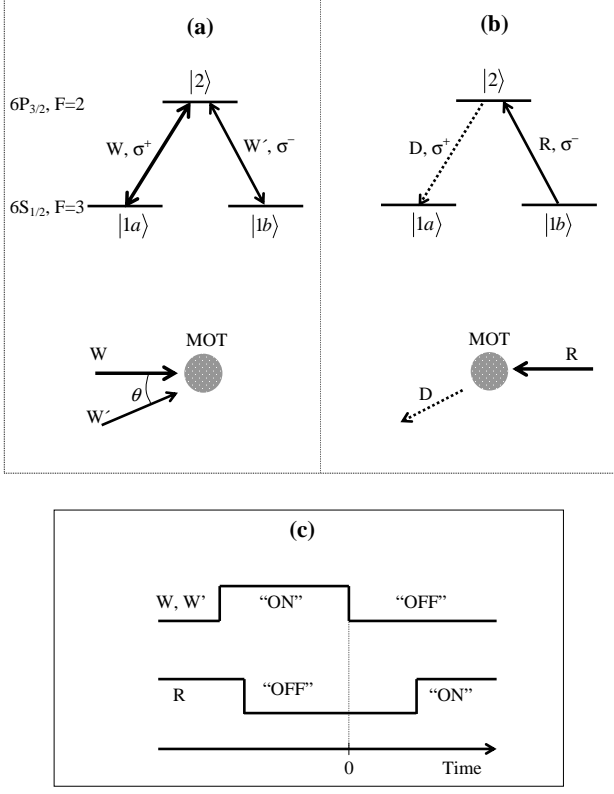 (a)
|2⟩
6P3/2, F=2
W, σ+
W´, σ−
6S1/2, F=3
|1a⟩
|1b⟩
MOT
W
θ
W´
(b)
|2⟩
D, σ+
R, σ−
|1a⟩
|1b⟩
MOT
R
D
(c)
W, W’ “ON” “OFF”
R “OFF” “ON”
0 Time